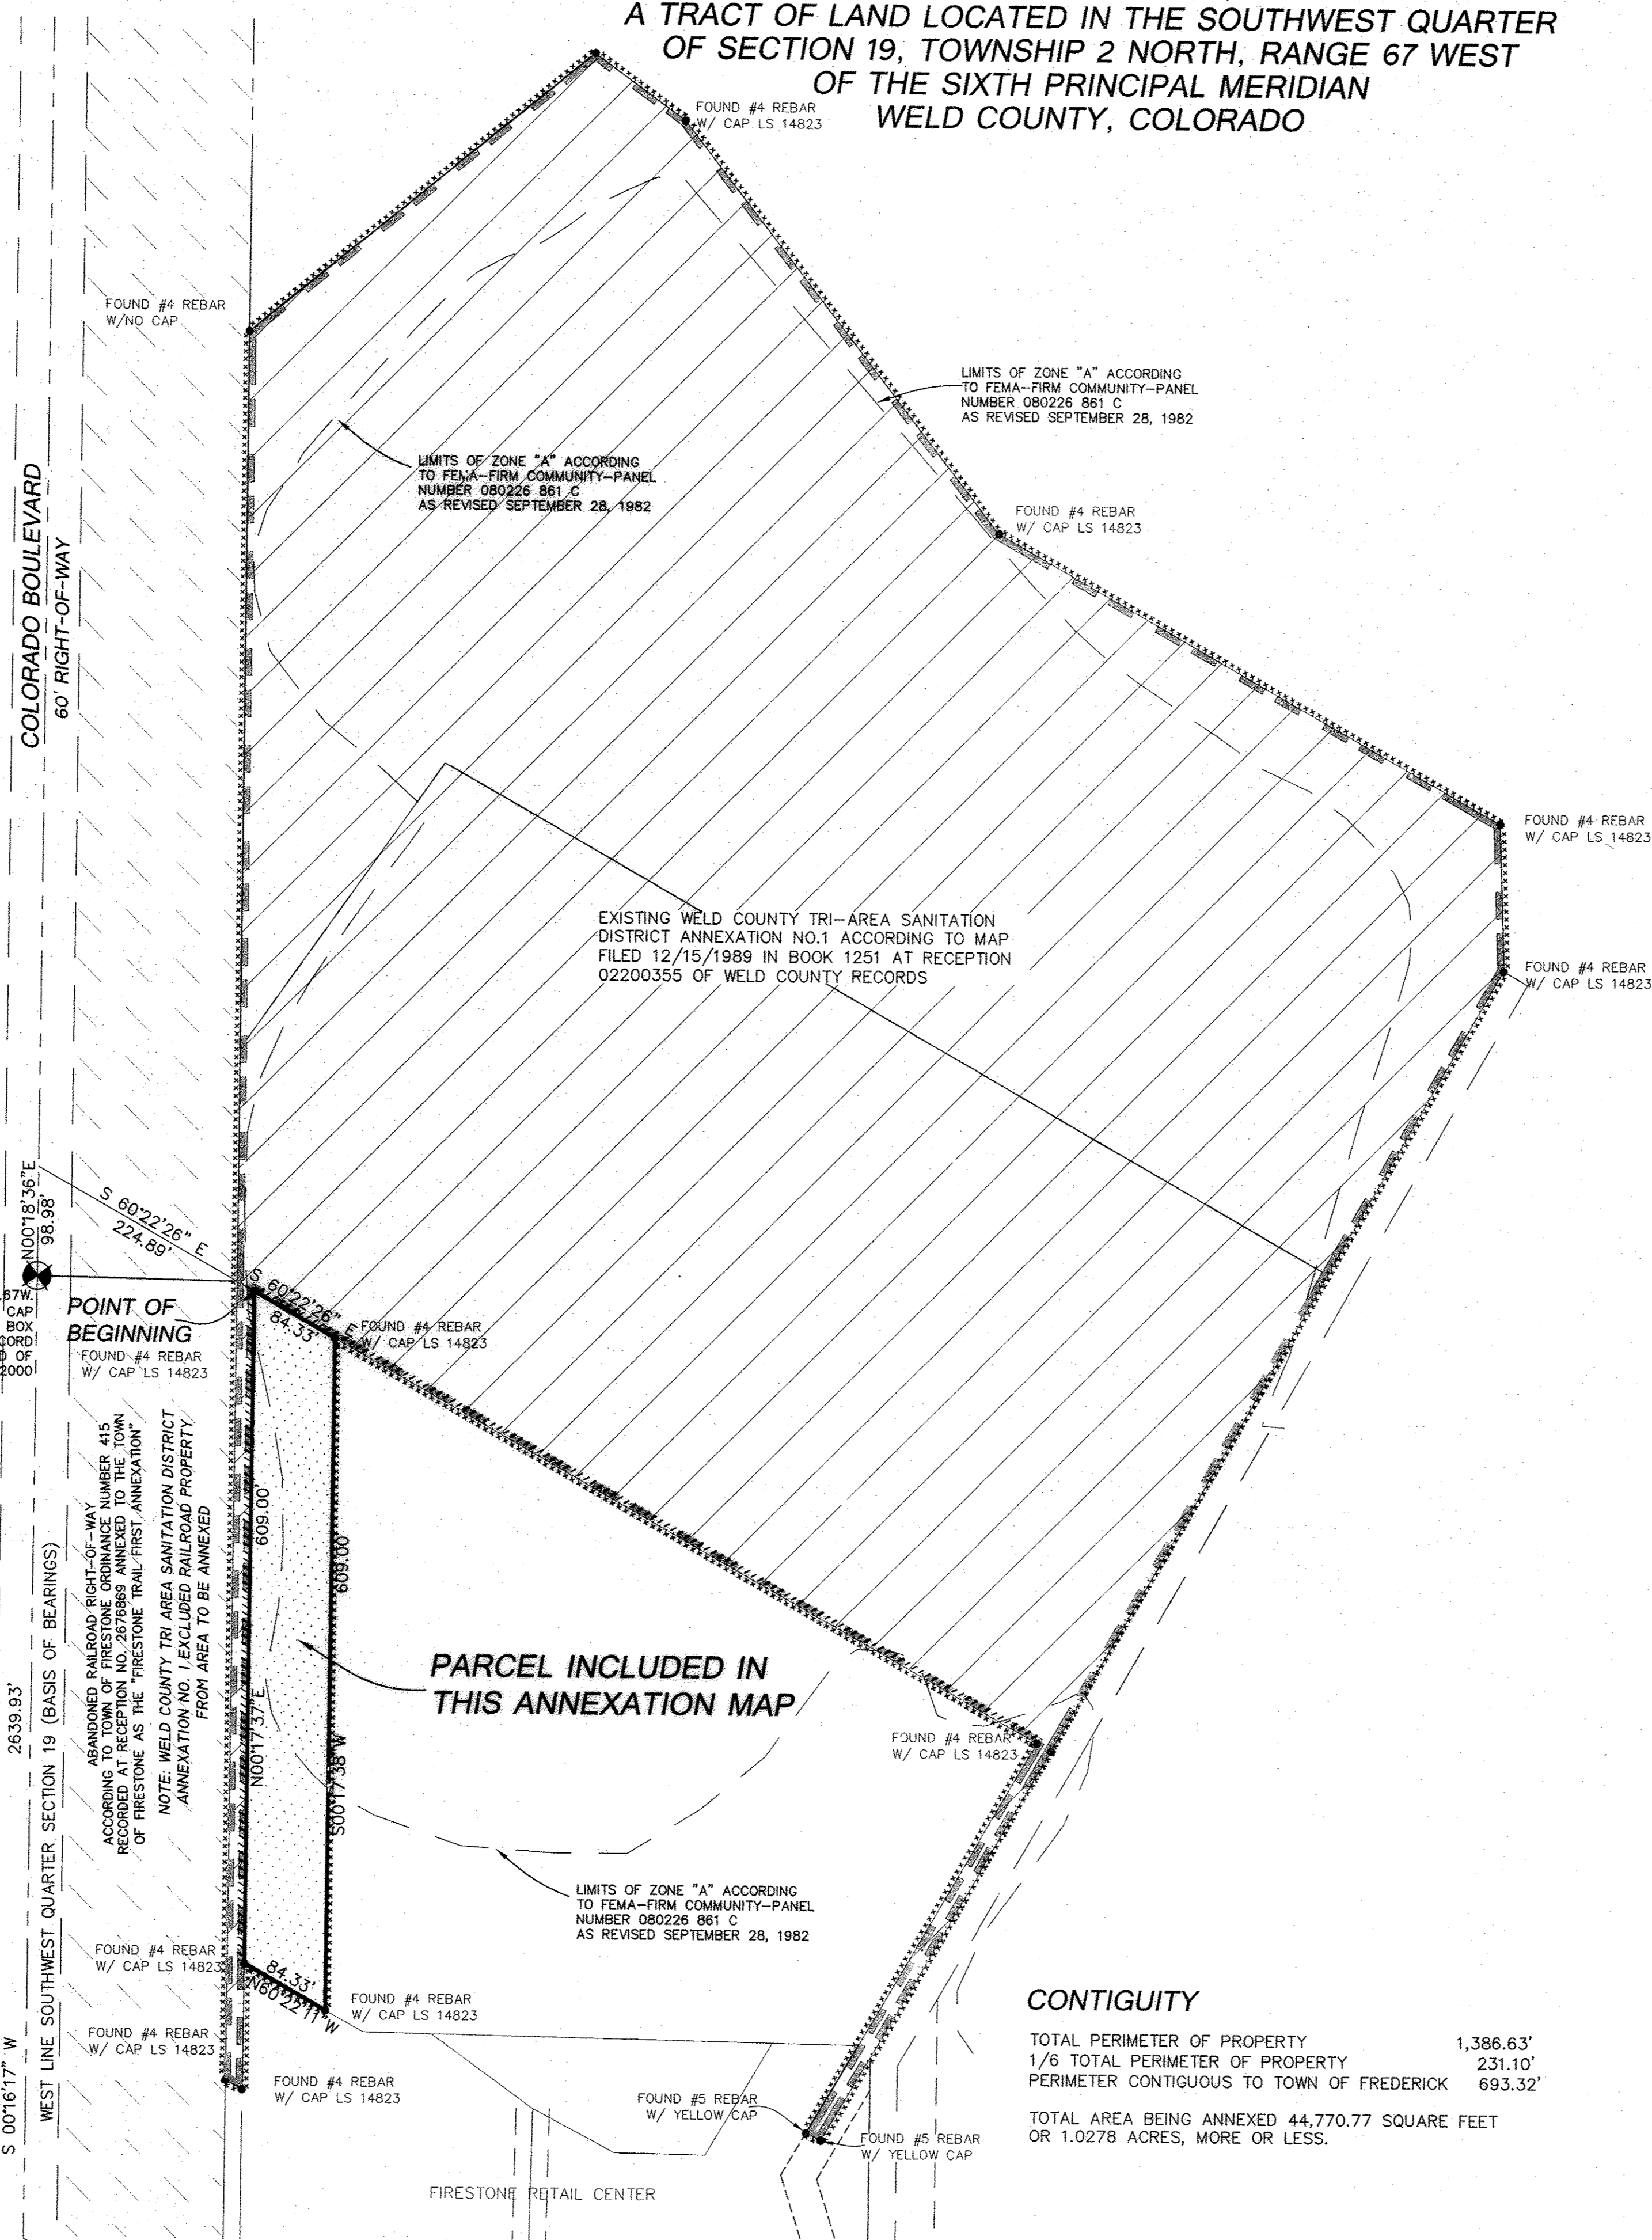 A TRACT OF LAND LOCATED IN THE SOUTHWEST QUARTER
OF SECTION 19, TOWNSHIP 2 NORTH, RANGE 67 WEST
OF THE SIXTH PRINCIPAL MERIDIAN
WELD COUNTY, COLORADO
FOUND #4 REBAR
W/ CAP LS 14823
FOUND #4 REBAR
W/NO CAP
LIMITS OF ZONE "A" ACCORDING
TO FEMA-FIRM COMMUNITY-PANEL
NUMBER 080226 861 C
AS REVISED SEPTEMBER 28, 1982
LIMITS OF ZONE "A" ACCORDING
TO FEMA-FIRM COMMUNITY-PANEL
NUMBER 080226 861 C
AS REVISED SEPTEMBER 28, 1982
COLORADO BOULEVARD
60' RIGHT-OF-WAY
FOUND #4 REBAR
W/ CAP LS 14823
FOUND #4 REBAR
W/ CAP LS 14823
EXISTING WELD COUNTY TRI-AREA SANITATION
DISTRICT ANNEXATION NO.1 ACCORDING TO MAP
FILED 12/15/1989 IN BOOK 1251 AT RECEPTION
02200355 OF WELD COUNTY RECORDS
FOUND #4 REBAR
W/ CAP LS 14823
N00°18'36"E
98.98'
S 60°22'26" E
224.89'
67W.
CAP
BOX
CORD
D OF
2000
POINT OF
BEGINNING
FOUND #4 REBAR
W/ CAP LS 14823
S 60°22'26" E
84.33'
FOUND #4 REBAR
W/ CAP LS 14823
ABANDONED RAILROAD RIGHT-OF-WAY
ACCORDING TO TOWN OF FIRESTONE ORDINANCE NUMBER 415
RECORDED AT RECEPTION NO. 2676869 ANNEXED TO THE TOWN
OF FIRESTONE AS THE "FIRESTONE TRAIL FIRST ANNEXATION"
NOTE: WELD COUNTY TRI AREA SANITATION DISTRICT
ANNEXATION NO. 1 EXCLUDED RAILROAD PROPERTY
FROM AREA TO BE ANNEXED
609.00'
N00°17'37"E
609.00'
S00°17'38"W
PARCEL INCLUDED IN
THIS ANNEXATION MAP
2639.93'
S 00°16'17" W
WEST LINE SOUTHWEST QUARTER SECTION 19 (BASIS OF BEARINGS)
FOUND #4 REBAR
W/ CAP LS 14823
LIMITS OF ZONE "A" ACCORDING
TO FEMA-FIRM COMMUNITY-PANEL
NUMBER 080226 861 C
AS REVISED SEPTEMBER 28, 1982
FOUND #4 REBAR
W/ CAP LS 14823
84.33'
N60°22'11"W
FOUND #4 REBAR
W/ CAP LS 14823
FOUND #4 REBAR
W/ CAP LS 14823
FOUND #4 REBAR
W/ CAP LS 14823
FOUND #5 REBAR
W/ YELLOW CAP
FOUND #5 REBAR
W/ YELLOW CAP
FIRESTONE RETAIL CENTER
CONTIGUITY
TOTAL PERIMETER OF PROPERTY 1,386.63'
1/6 TOTAL PERIMETER OF PROPERTY 231.10'
PERIMETER CONTIGUOUS TO TOWN OF FREDERICK 693.32'
TOTAL AREA BEING ANNEXED 44,770.77 SQUARE FEET
OR 1.0278 ACRES, MORE OR LESS.